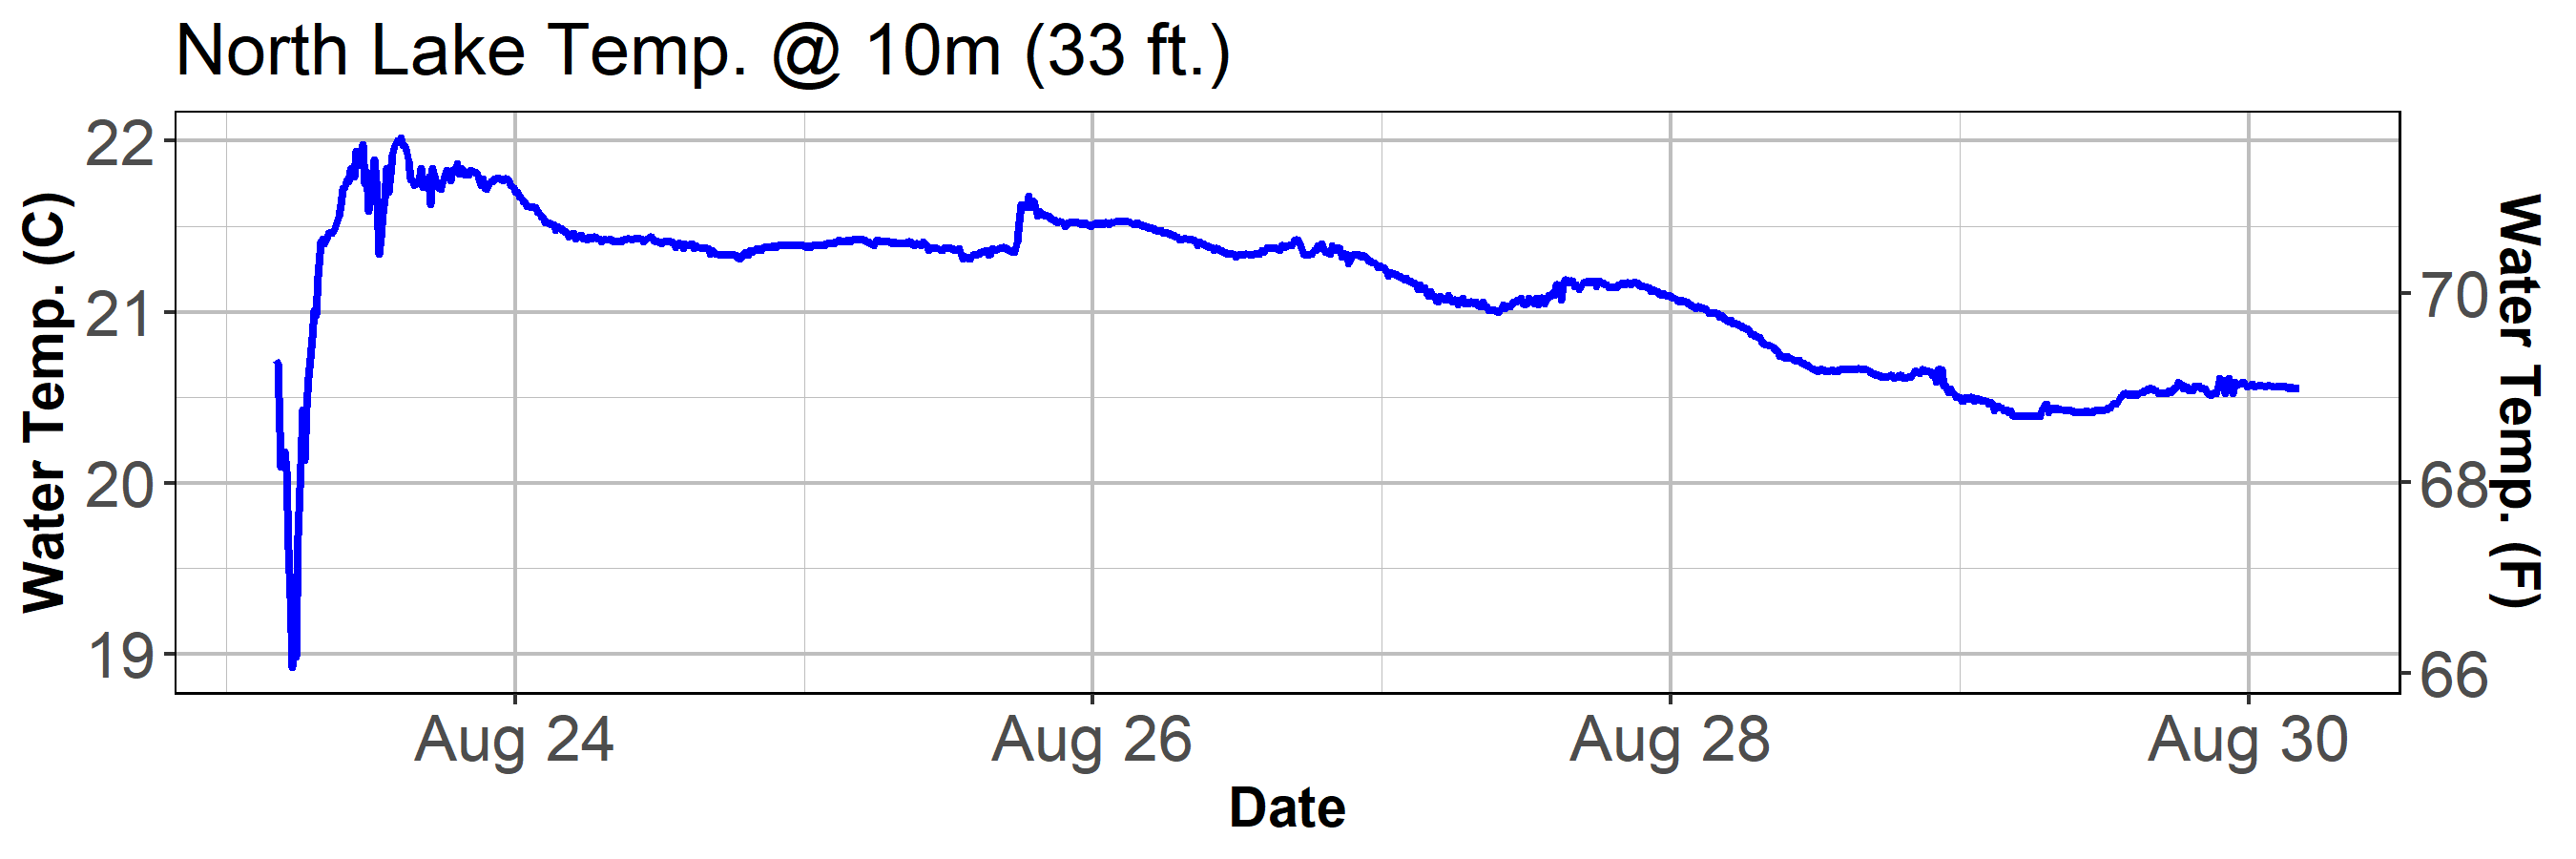 North Lake Temp. @ 10m (33 ft.)
Water Temp. (C)
22
21
20
19
70
68
66
Water Temp. (F)
Aug 24
Aug 26
Aug 28
Aug 30
Date